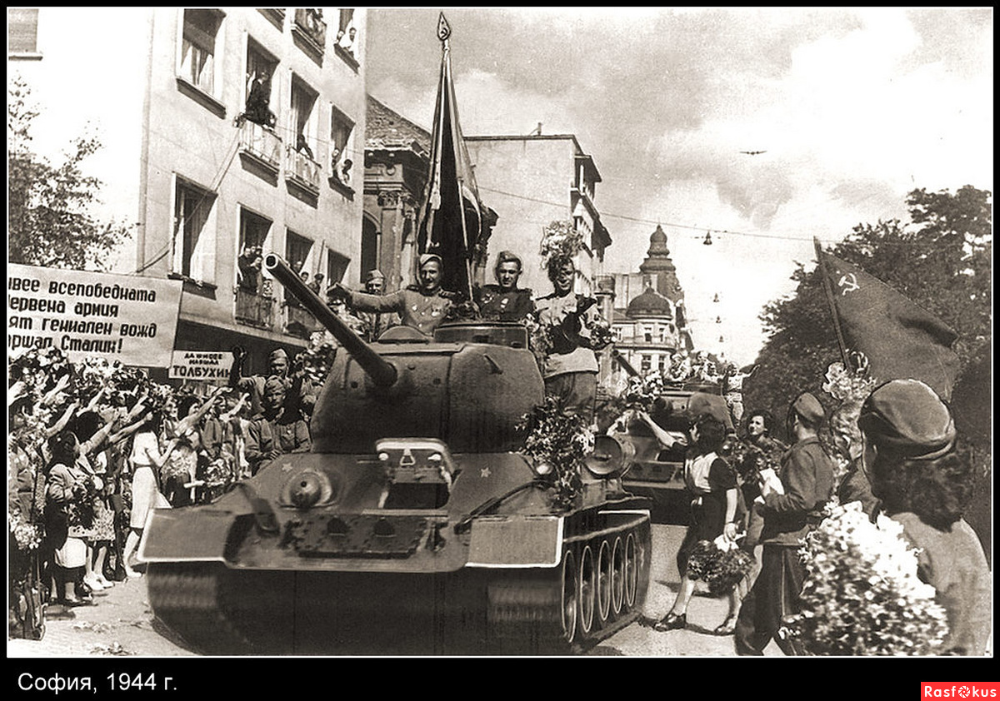 ивее всепобедната
Червена армия
ят гениален вожд
аршал Сталин!
ДА ЖИВЕЕ
МАРШАЛ
ТОЛБУХИН
София, 1944 г.
Rasfokus